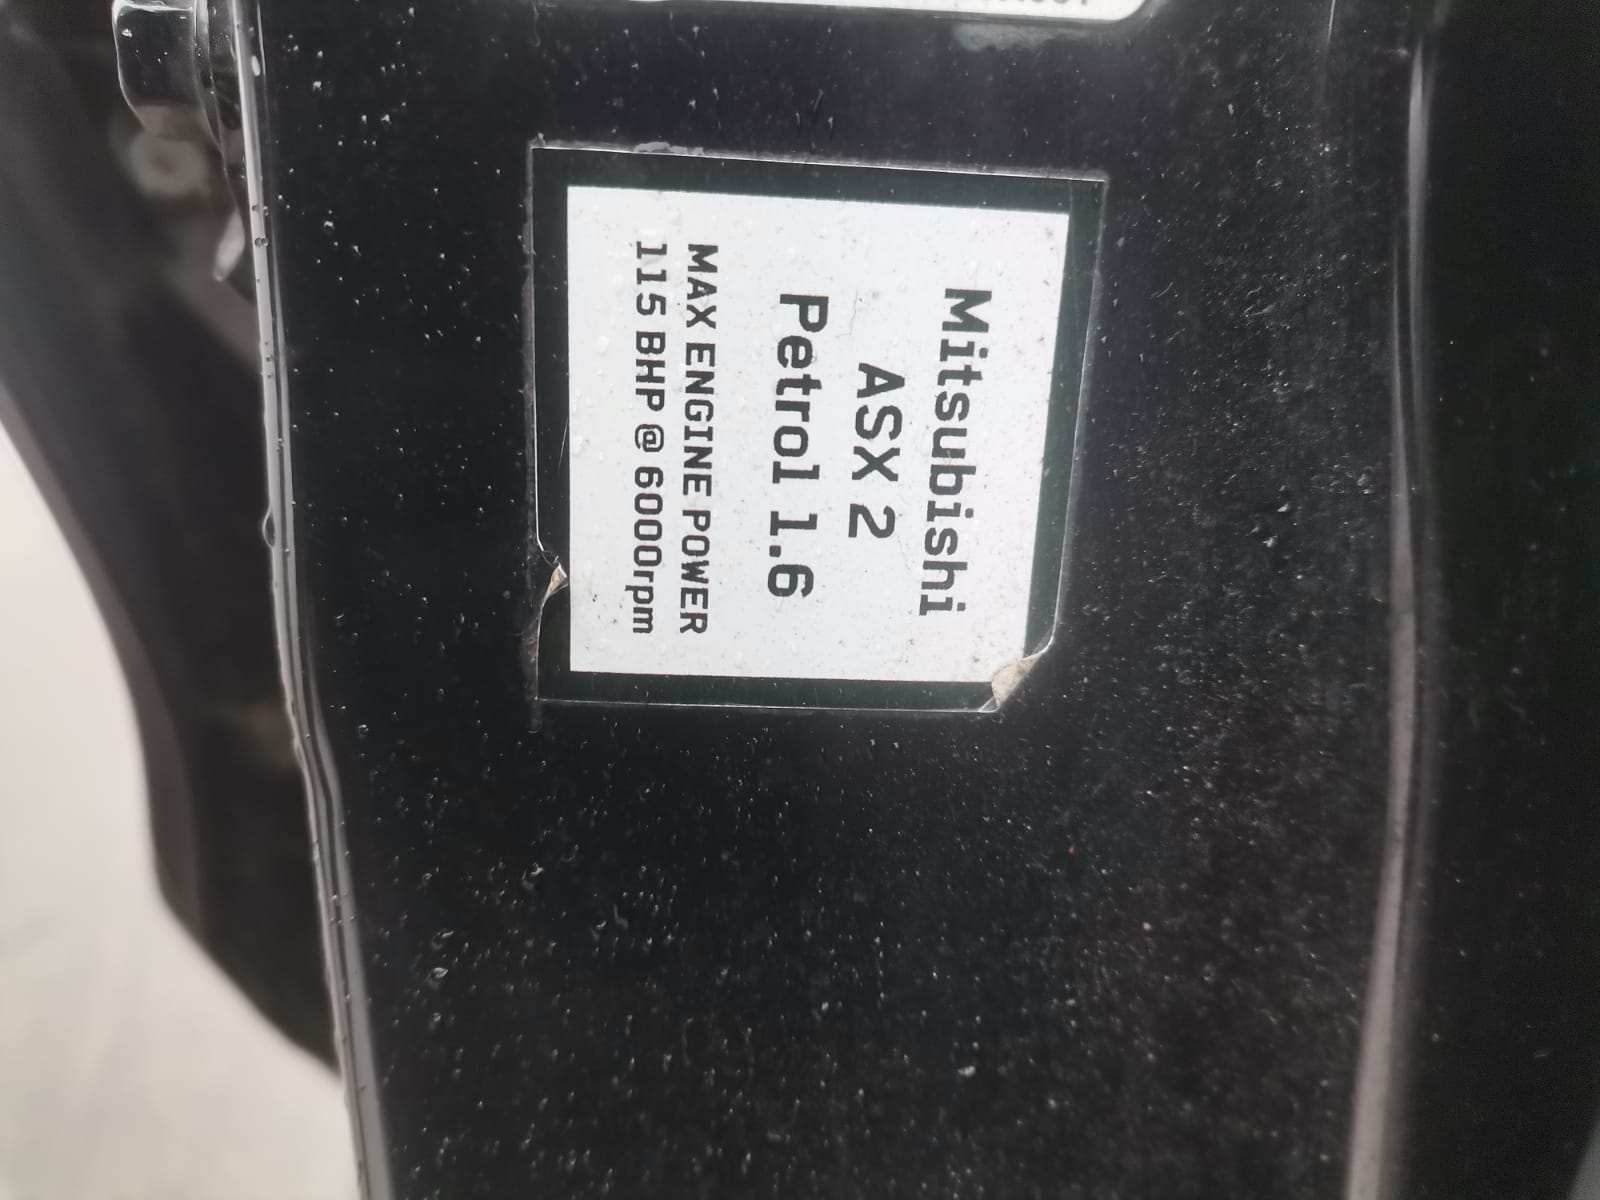 Mitsubishi
ASX 2
Petrol 1.6
MAX ENGINE POWER
115 BHP @ 6000rpm